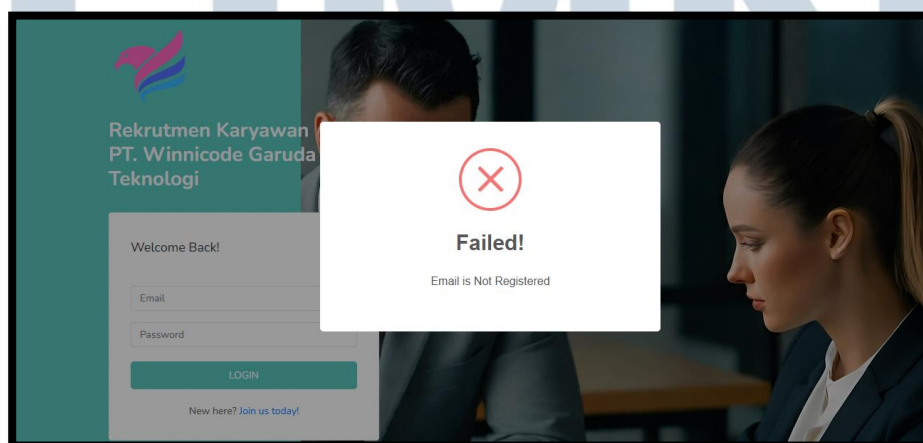 Rekrutmen Karyawan
PT. Winnicode Garuda
Teknologi
Welcome Back!
Email
Password
LOGIN
New here? Join us today!
Failed!
Email is Not Registered